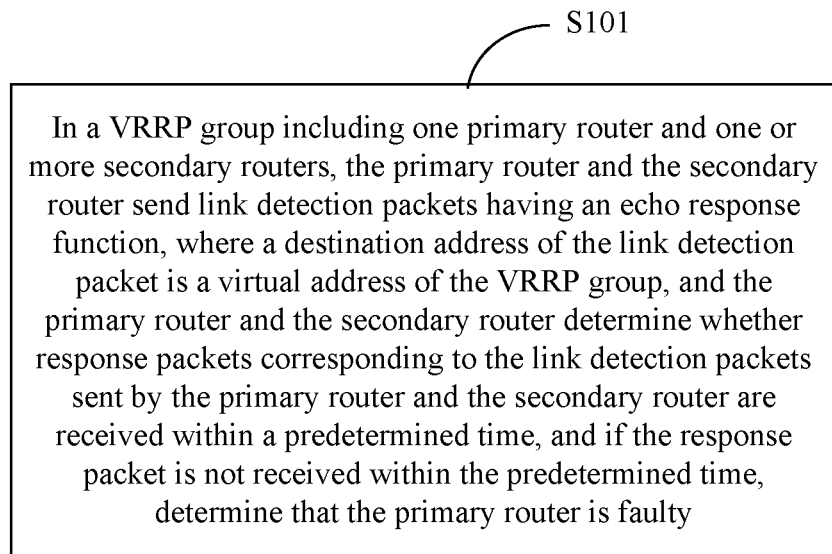 S101
In a VRRP group including one primary router and one or
more secondary routers, the primary router and the secondary
router send link detection packets having an echo response
function, where a destination address of the link detection
packet is a virtual address of the VRRP group, and the
primary router and the secondary router determine whether
response packets corresponding to the link detection packets
sent by the primary router and the secondary router are
received within a predetermined time, and if the response
packet is not received within the predetermined time,
determine that the primary router is faulty